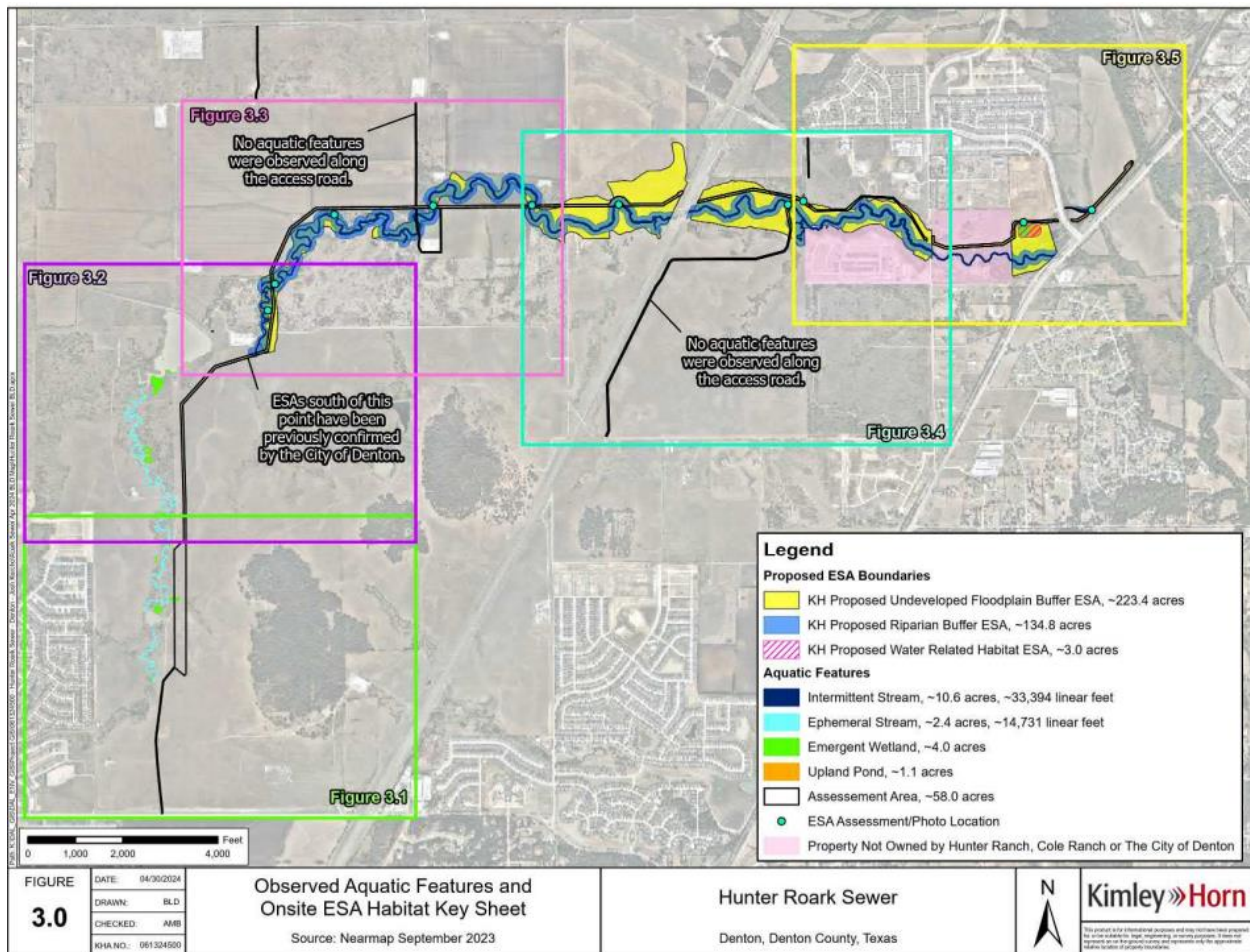 Figure 3.5
Figure 3.3
No aquatic features
were observed along
the access road.
Figure 3.2
No aquatic features
were observed along
the access road.
ESAs south of this
point have been
previously confirmed
by the City of Denton.
Figure 3.4
Figure 3.1
Legend
Proposed ESA Boundaries
KH Proposed Undeveloped Floodplain Buffer ESA, ~223.4 acres
KH Proposed Riparian Buffer ESA, ~134.8 acres
KH Proposed Water Related Habitat ESA, ~3.0 acres
Aquatic Features
Intermittent Stream, ~10.6 acres, ~33,394 linear feet
Ephemeral Stream, ~2.4 acres, ~14,731 linear feet
Emergent Wetland, ~4.0 acres
Upland Pond, ~1.1 acres
Assessement Area, ~58.0 acres
ESA Assessment/Photo Location
Property Not Owned by Hunter Ranch, Cole Ranch or The City of Denton
Feet
0 1,000 2,000 4,000
FIGURE
3.0
DATE: 04/30/2024
DRAWN: BLD
CHECKED: AMB
KHA NO.: 061324500
Observed Aquatic Features and
Onsite ESA Habitat Key Sheet
Source: Nearmap September 2023
Hunter Roark Sewer
Denton, Denton County, Texas
N
Kimley»Horn